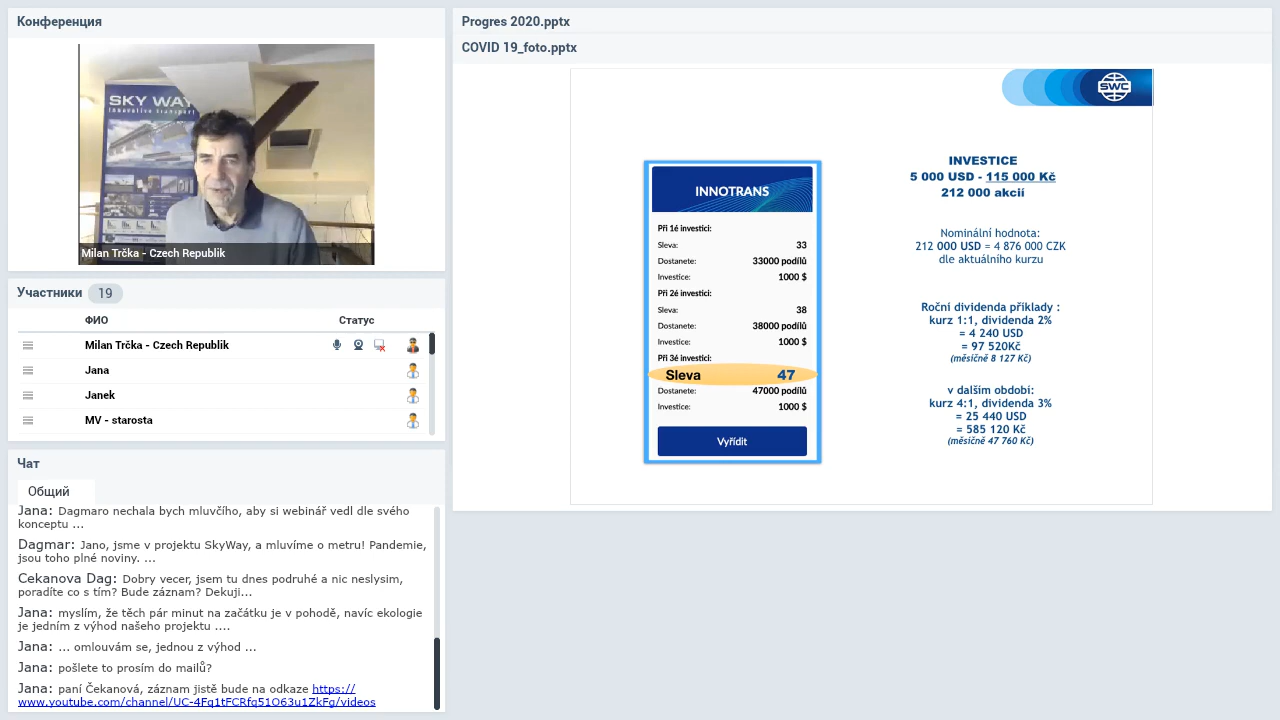 Конференция
SKY WAY
innovative transport
Milan Trčka - Czech Republik
Участники 19
ФИО Статус
Milan Trčka - Czech Republik
Jana
Janek
MV - starosta
Чат
Общий
Jana: Dagmaro nechala bych mluvčího, aby si webinář vedl dle svého
konceptu ...
Dagmar: Jano, jsme v projektu SkyWay, a mluvíme o metru! Pandemie,
jsou toho plné noviny. ...
Cekanova Dag: Dobry vecer, jsem tu dnes podruhé a nic neslysim,
poradíte co s tím? Bude záznam? Dekuji...
Jana: myslím, že těch pár minut na začátku je v pohodě, navíc ekologie
je jedním z výhod našeho projektu ....
Jana: ... omlouvám se, jednou z výhod ...
Jana: pošlete to prosím do mailů?
Jana: paní Čekanová, záznam jistě bude na odkaze https://
www.youtube.com/channel/UC-4Fq1tFCRfq51O63u1ZkFg/videos
Progres 2020.pptx
COVID 19_foto.pptx
SWC
INNOTRANS
Při 1é investici:
Sleva: 33
Dostanete: 33000 podílů
Investice: 1000 $
Při 2é investici:
Sleva: 38
Dostanete: 38000 podílů
Investice: 1000 $
Při 3é investici:
Sleva 47
Dostanete: 47000 podílů
Investice: 1000 $
Vyřídit
INVESTICE
5 000 USD - 115 000 Kč
212 000 akcií
Nominální hodnota:
212 000 USD = 4 876 000 CZK
dle aktuálního kurzu
Roční dividenda příklady :
kurz 1:1, dividenda 2%
= 4 240 USD
= 97 520Kč
(měsíčně 8 127 Kč)
v dalším období:
kurz 4:1, dividenda 3%
= 25 440 USD
= 585 120 Kč
(měsíčně 47 760 Kč)